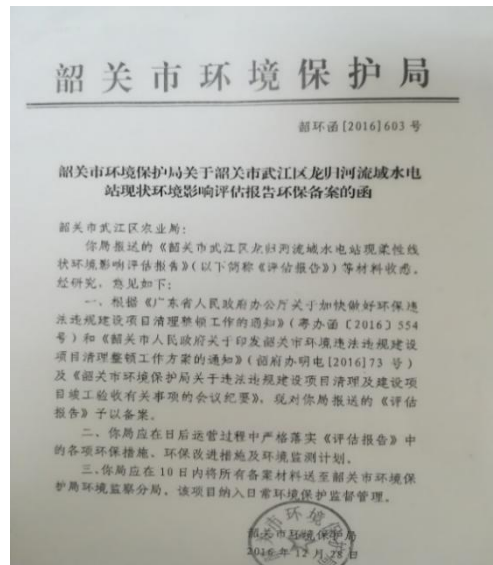 韶关市环境保护局
韶环函[2016]603 号
韶关市环境保护局关于韶关市武江区龙归河流域水电
站现状环境影响评估报告环保备案的函
韶关市武江区农业局:
你局报送的《韶关市武江区龙归河流域水电站现柔性线
状环境影响评估报告》(以下简称《评估报告》)等材料收悉。
经研究，意见如下:
一、根据《广东省人民政府办公厅关于加快做好环保违
法违规建设项目清理整顿工作的通知》(粤办函〔2016〕554
号)和《韶关市人民政府关于印发韶关市环境违法违规建设
项目清理整顿工作方案的通知》(韶府办明电[2016]73 号)
及《韶关市环境保护局关于违法违规建设项目清理及建设项
目竣工验收有关事项的会议纪要》，现对你局报送的《评估
报告》予以备案。
二、你局应在日后运营过程中严格落实《评估报告》中
的各项环保措施、环保改进措施及环境监测计划。
三、你局应在 10 日内将所有备案材料送至韶关市环境保
护局环境监察分局，该项目纳入日常环境保护监督管理。
韶关市环境保护局
2016 年 12 月 28 日